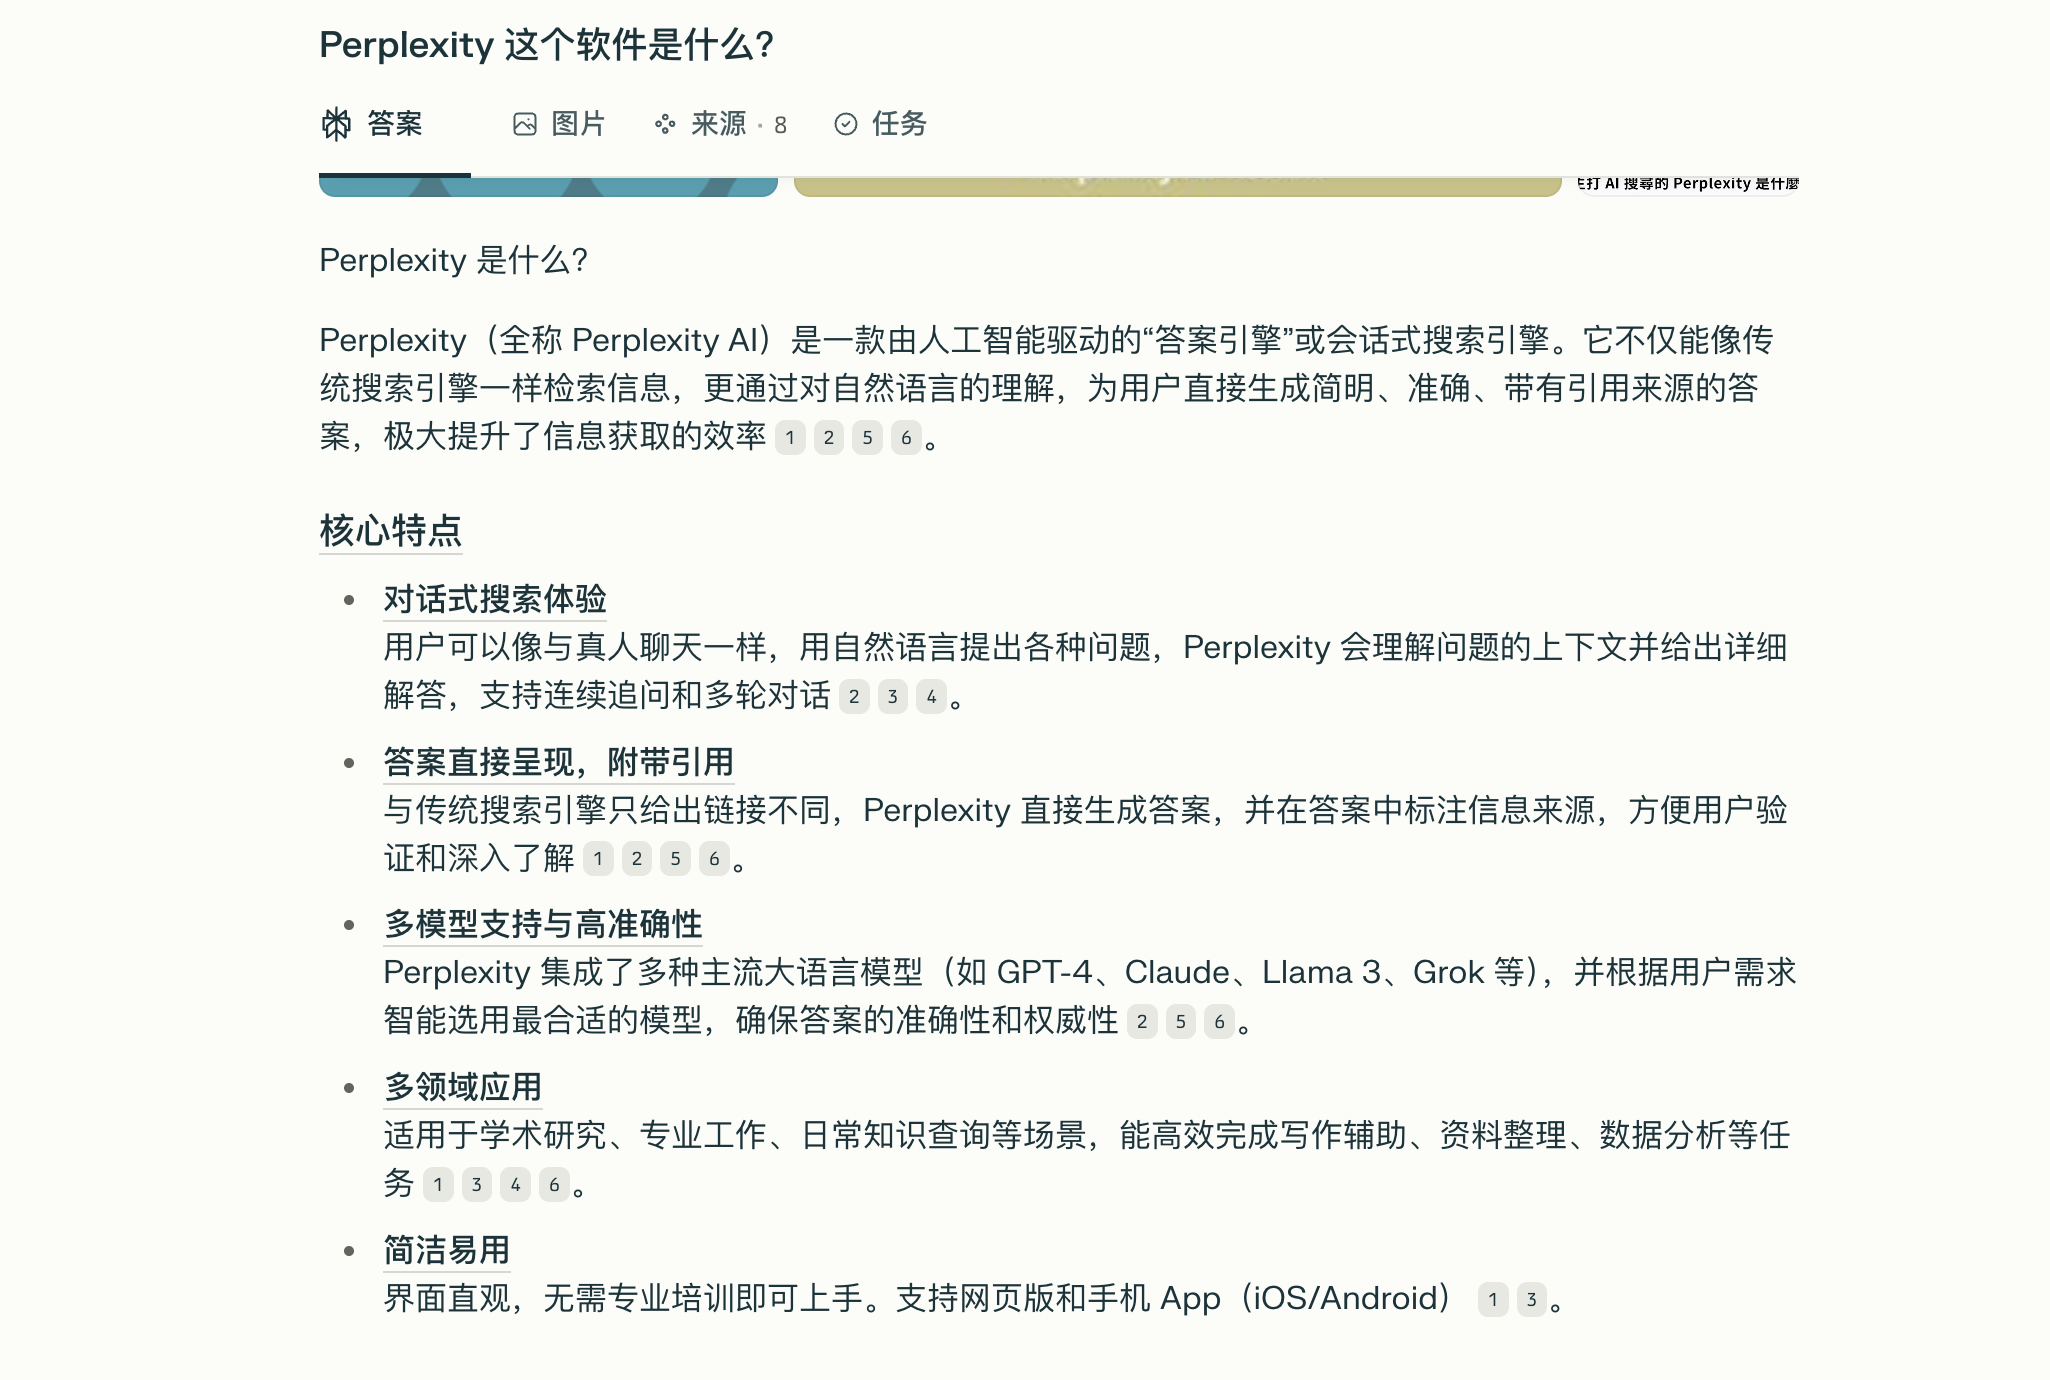 Perplexity 这个软件是什么?
答案 图片 来源 · 8 任务
主打 AI 搜尋的 Perplexity 是什麼
Perplexity 是什么?
Perplexity（全称 Perplexity AI）是一款由人工智能驱动的“答案引擎”或会话式搜索引擎。它不仅能像传
统搜索引擎一样检索信息，更通过对自然语言的理解，为用户直接生成简明、准确、带有引用来源的答
案，极大提升了信息获取的效率 1 2 5 6 。
核心特点
• 对话式搜索体验
用户可以像与真人聊天一样，用自然语言提出各种问题，Perplexity 会理解问题的上下文并给出详细
解答，支持连续追问和多轮对话 2 3 4 。
• 答案直接呈现，附带引用
与传统搜索引擎只给出链接不同，Perplexity 直接生成答案，并在答案中标注信息来源，方便用户验
证和深入了解 1 2 5 6 。
• 多模型支持与高准确性
Perplexity 集成了多种主流大语言模型（如 GPT-4、Claude、Llama 3、Grok 等），并根据用户需求
智能选用最合适的模型，确保答案的准确性和权威性 2 5 6 。
• 多领域应用
适用于学术研究、专业工作、日常知识查询等场景，能高效完成写作辅助、资料整理、数据分析等任
务 1 3 4 6 。
• 简洁易用
界面直观，无需专业培训即可上手。支持网页版和手机 App（iOS/Android） 1 3 。